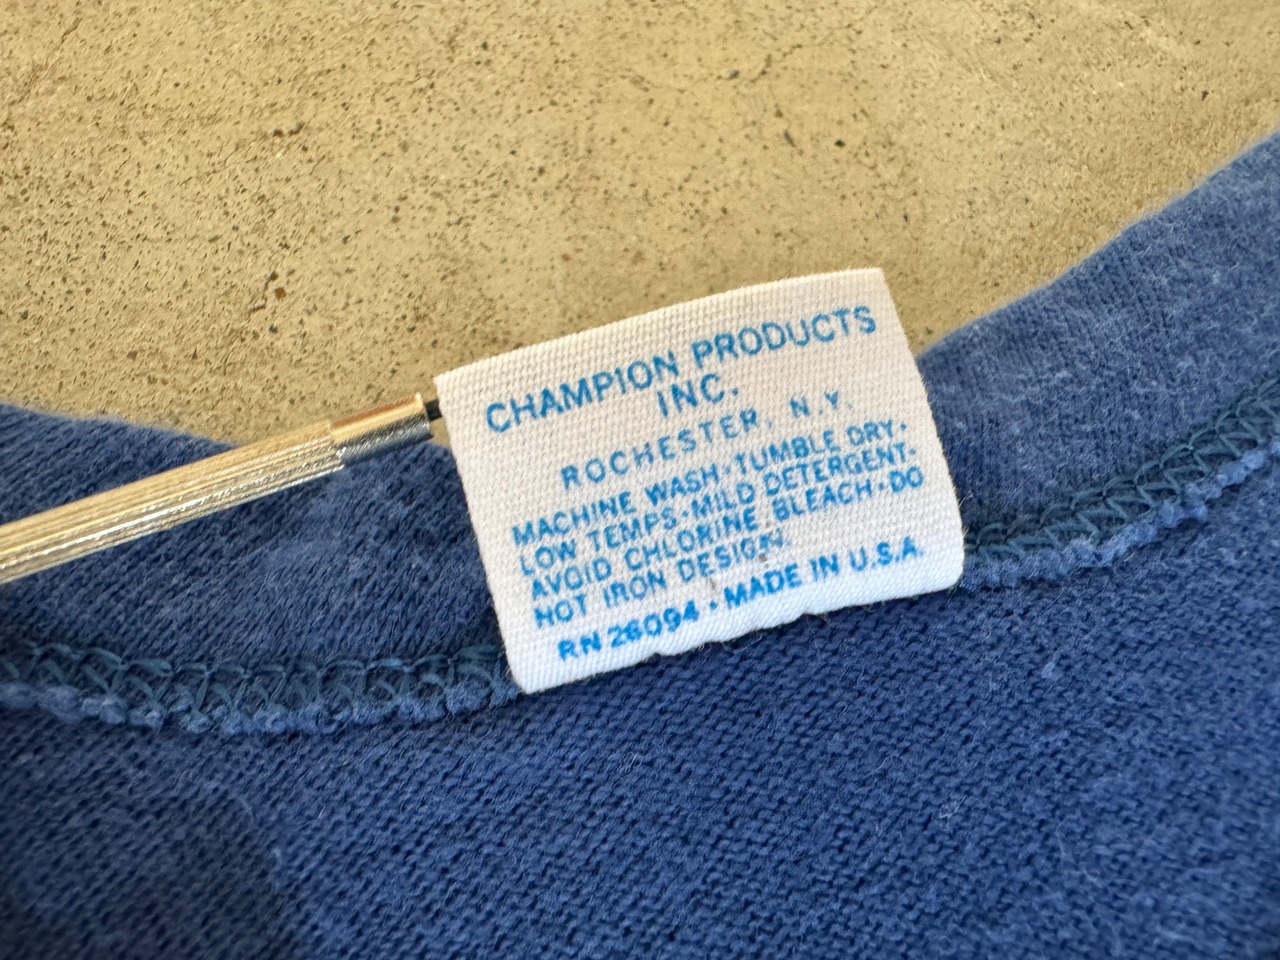 CHAMPION PRODUCTS
INC.
ROCHESTER, N.Y.
MACHINE WASH·TUMBLE DRY.
LOW TEMPS·MILD DETERGENT.
AVOID CHLORINE BLEACH·DO
NOT IRON DESIGN.
RN 26094 · MADE IN U.S.A.